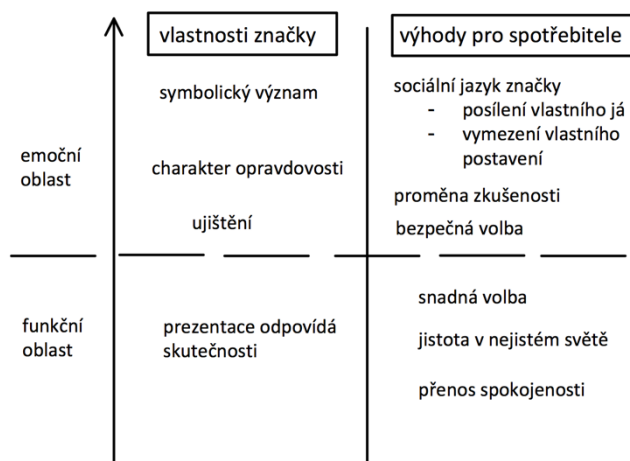 vlastnosti značky
výhody pro spotřebitele
emoční
oblast
symbolický význam
charakter opravdovosti
ujištění
sociální jazyk značky
- posílení vlastního já
- vymezení vlastního
postavení
proměna zkušenosti
bezpečná volba
funkční
oblast
prezentace odpovídá
skutečnosti
snadná volba
jistota v nejistém světě
přenos spokojenosti